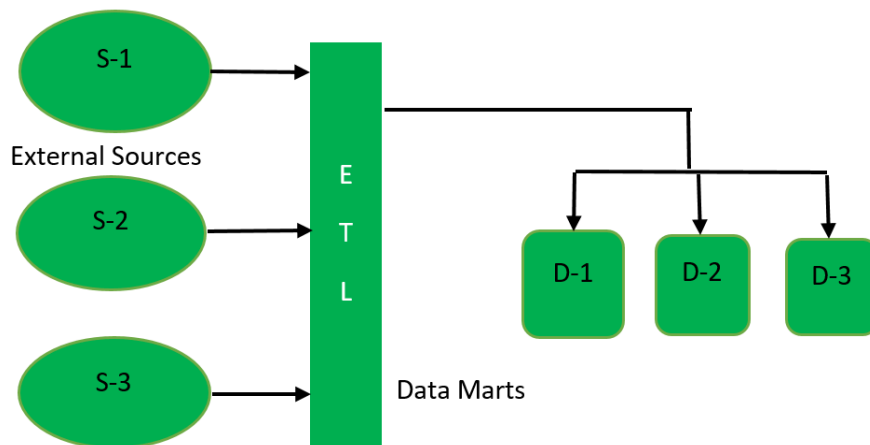 S-1
External Sources
S-2
S-3
E
T
L
D-1
D-2
D-3
Data Marts